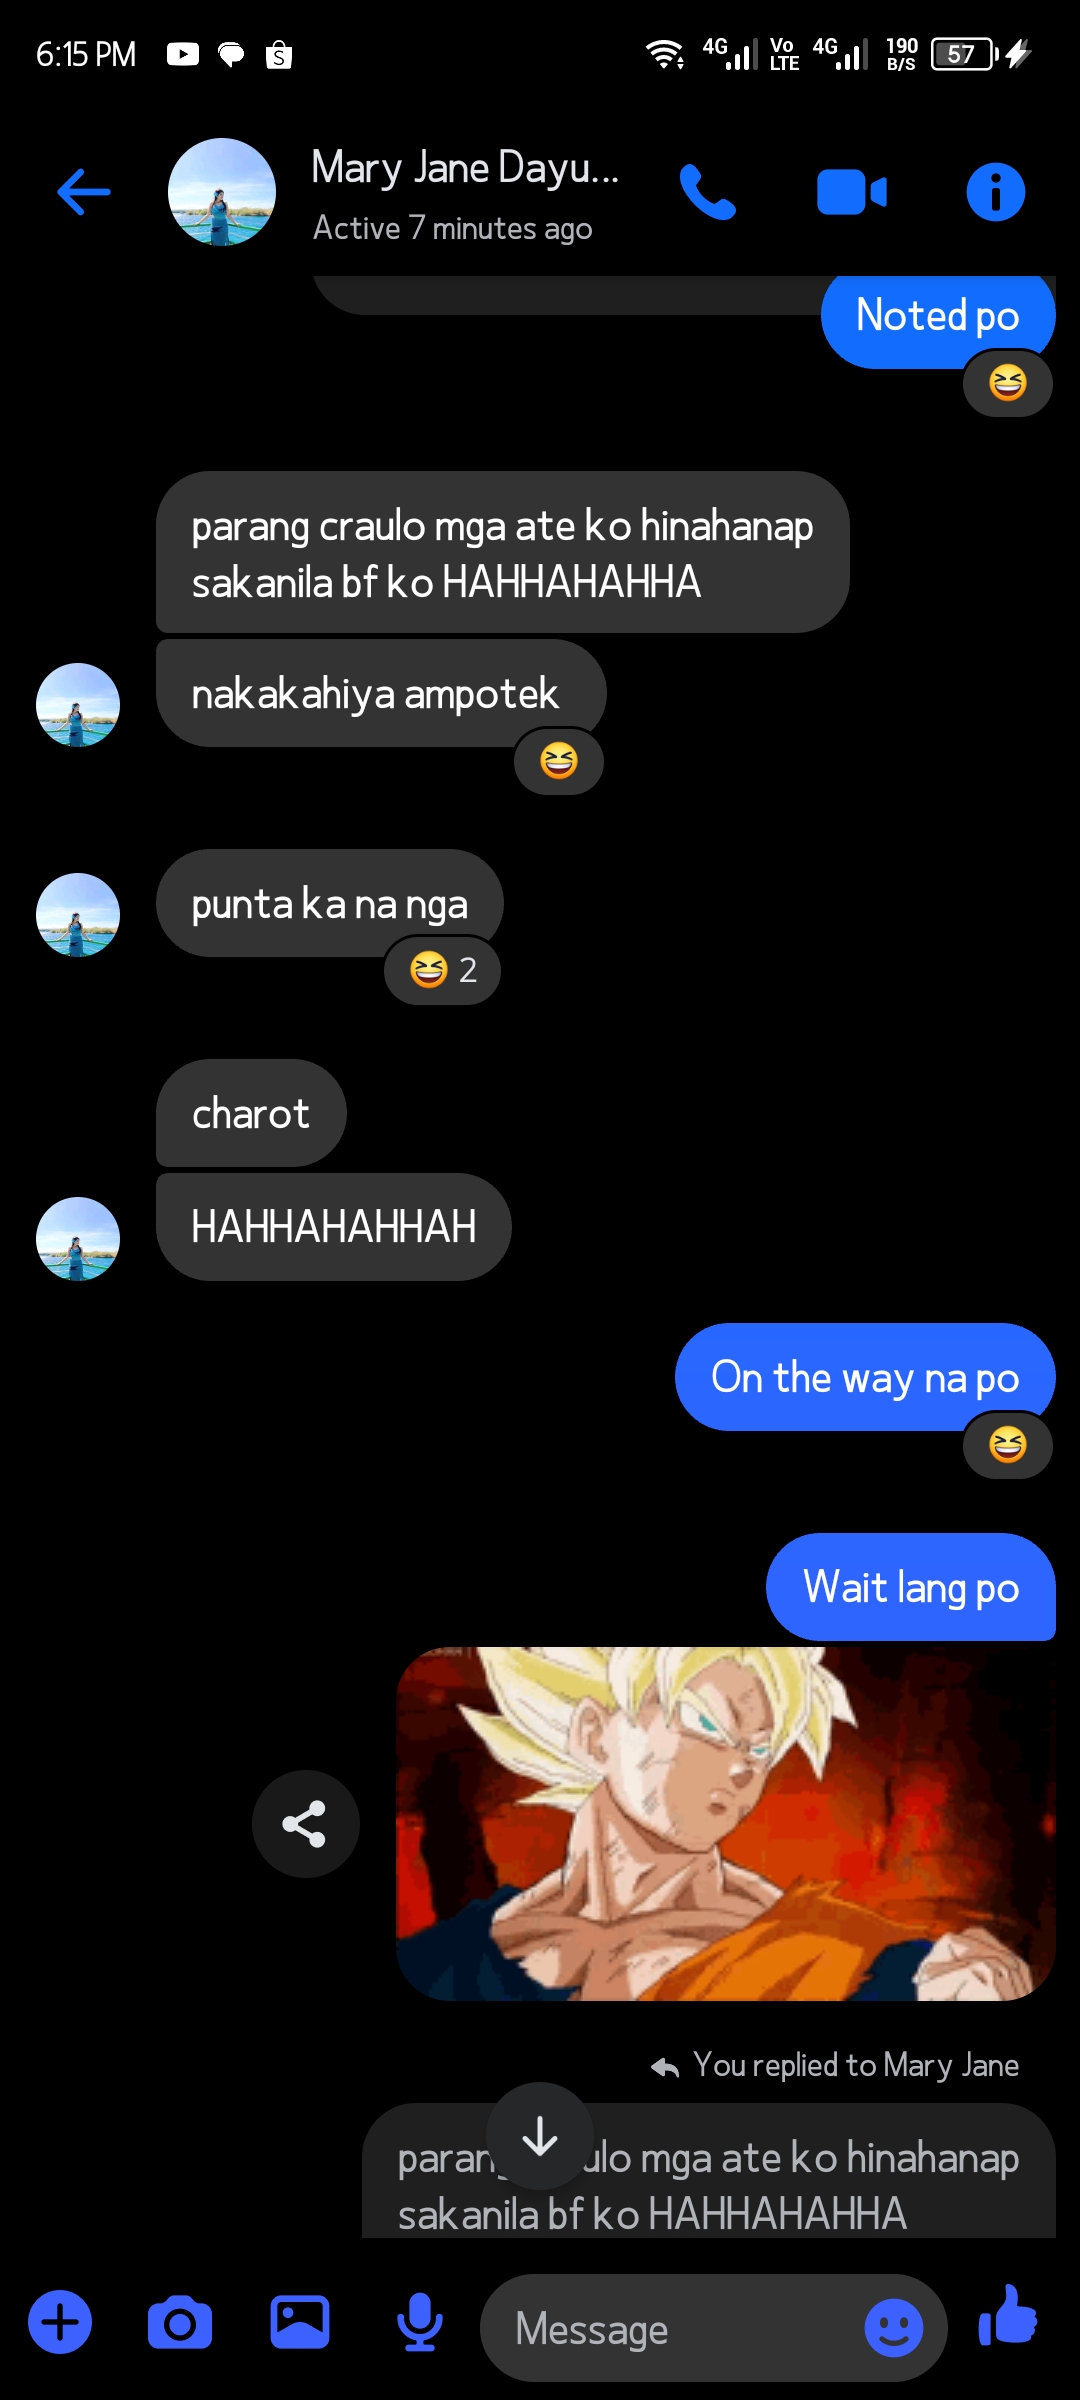 6:15 PM
4G Vo LTE 4G 190 B/S 57
Mary Jane Dayu...
Active 7 minutes ago
Noted po
parang craulo mga ate ko hinahanap
sakanila bf ko HAHHAHAHHA
nakakahiya ampotek
punta ka na nga
2
charot
HAHHAHAHHAH
On the way na po
Wait lang po
You replied to Mary Jane
mga ate ko hinahanap
sakanila bf ko HAHHAHAHHA
Message